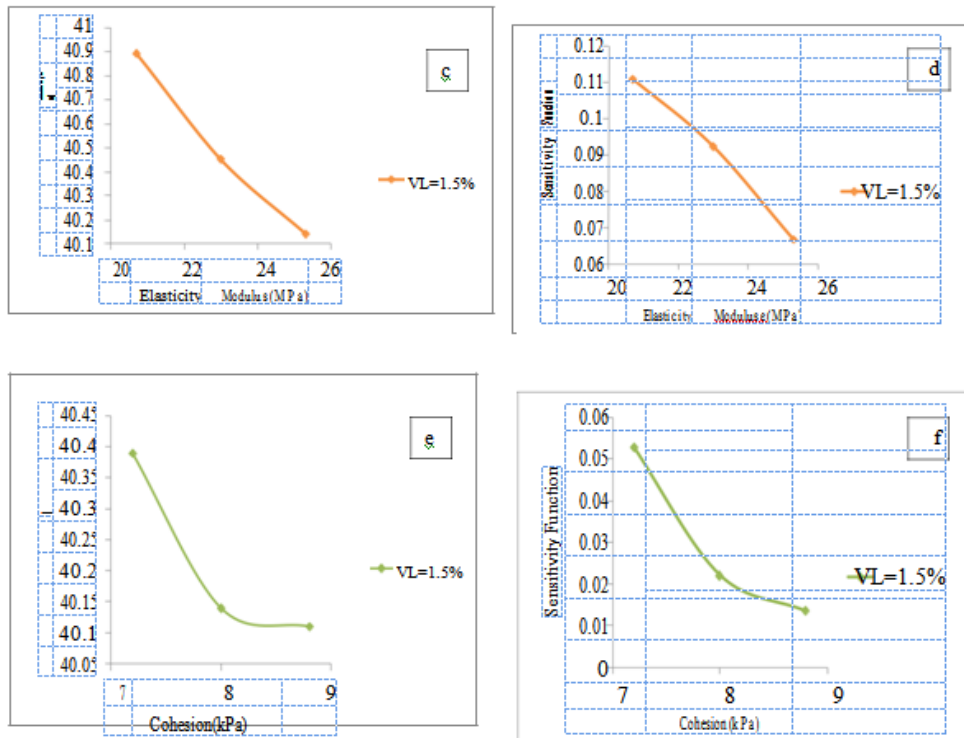 c
41
40.9
40.8
40.7
40.6
40.5
40.4
40.3
40.2
40.1
VL=1.5%
20 22 24 26
Elasticity Modulus (MPa)
d
0.12
0.11
0.1
0.09
0.08
0.07
0.06
Sensitivity
VL=1.5%
20 22 24 26
Elasticity Moduluse(MPa
e
40.45
40.4
40.35
40.3
40.25
40.2
40.15
40.1
40.05
VL=1.5%
7 8 9
Cohesion(kPa)
f
0.06
0.05
0.04
0.03
0.02
0.01
0
Sensitivity Function
VL=1.5%
7 8 9
Cohesion (kPa)